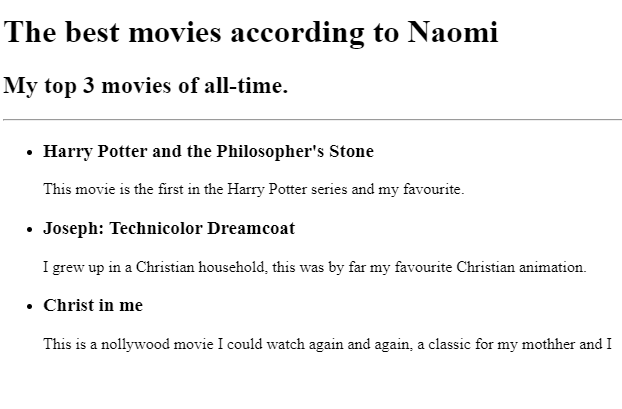 The best movies according to Naomi
My top 3 movies of all-time.
Harry Potter and the Philosopher's Stone
This movie is the first in the Harry Potter series and my favourite.
Joseph: Technicolor Dreamcoat
I grew up in a Christian household, this was by far my favourite Christian animation.
Christ in me
This is a nollywood movie I could watch again and again, a classic for my mothher and I